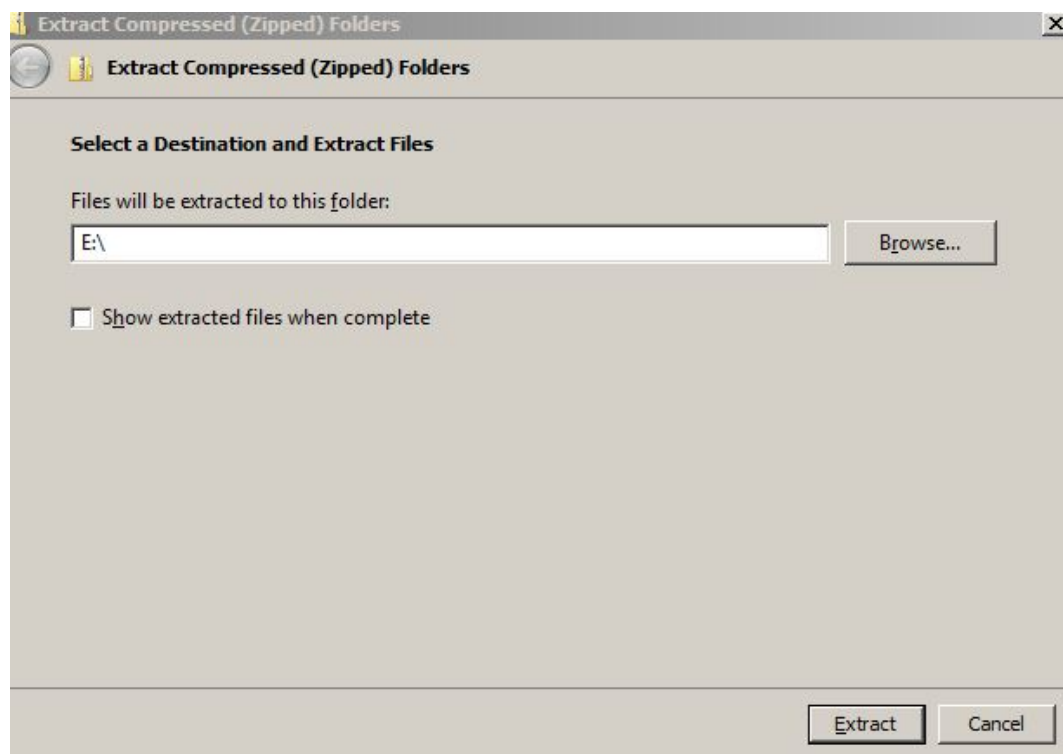 Extract Compressed (Zipped) Folders
Extract Compressed (Zipped) Folders
Select a Destination and Extract Files
Files will be extracted to this folder:
E:\
Browse...
Show extracted files when complete
Extract
Cancel